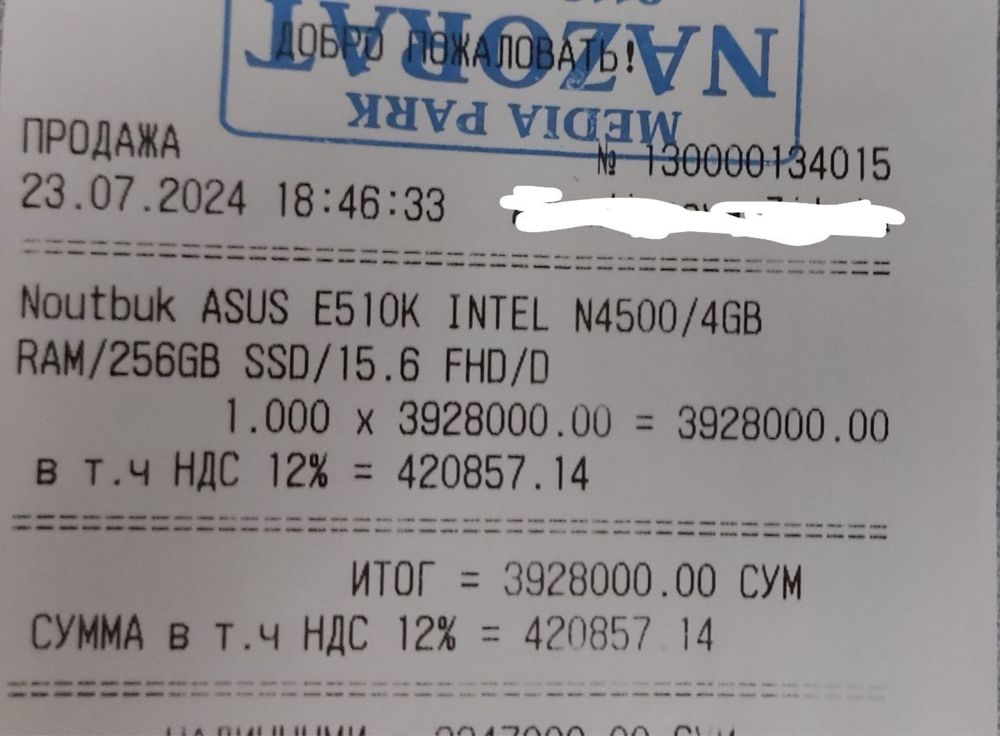 ДОБРО ПОЖАЛОВАТЬ!
NAZORAT
MEDIA PARK
ПРОДАЖА
№ 130000134015
23.07.2024 18:46:33
Noutbuk ASUS E510K INTEL N4500/4GB
RAM/256GB SSD/15.6 FHD/D
1.000 x 3928000.00 = 3928000.00
в т.ч НДС 12% = 420857.14
ИТОГ = 3928000.00 СУМ
СУММА в т.ч НДС 12% = 420857.14